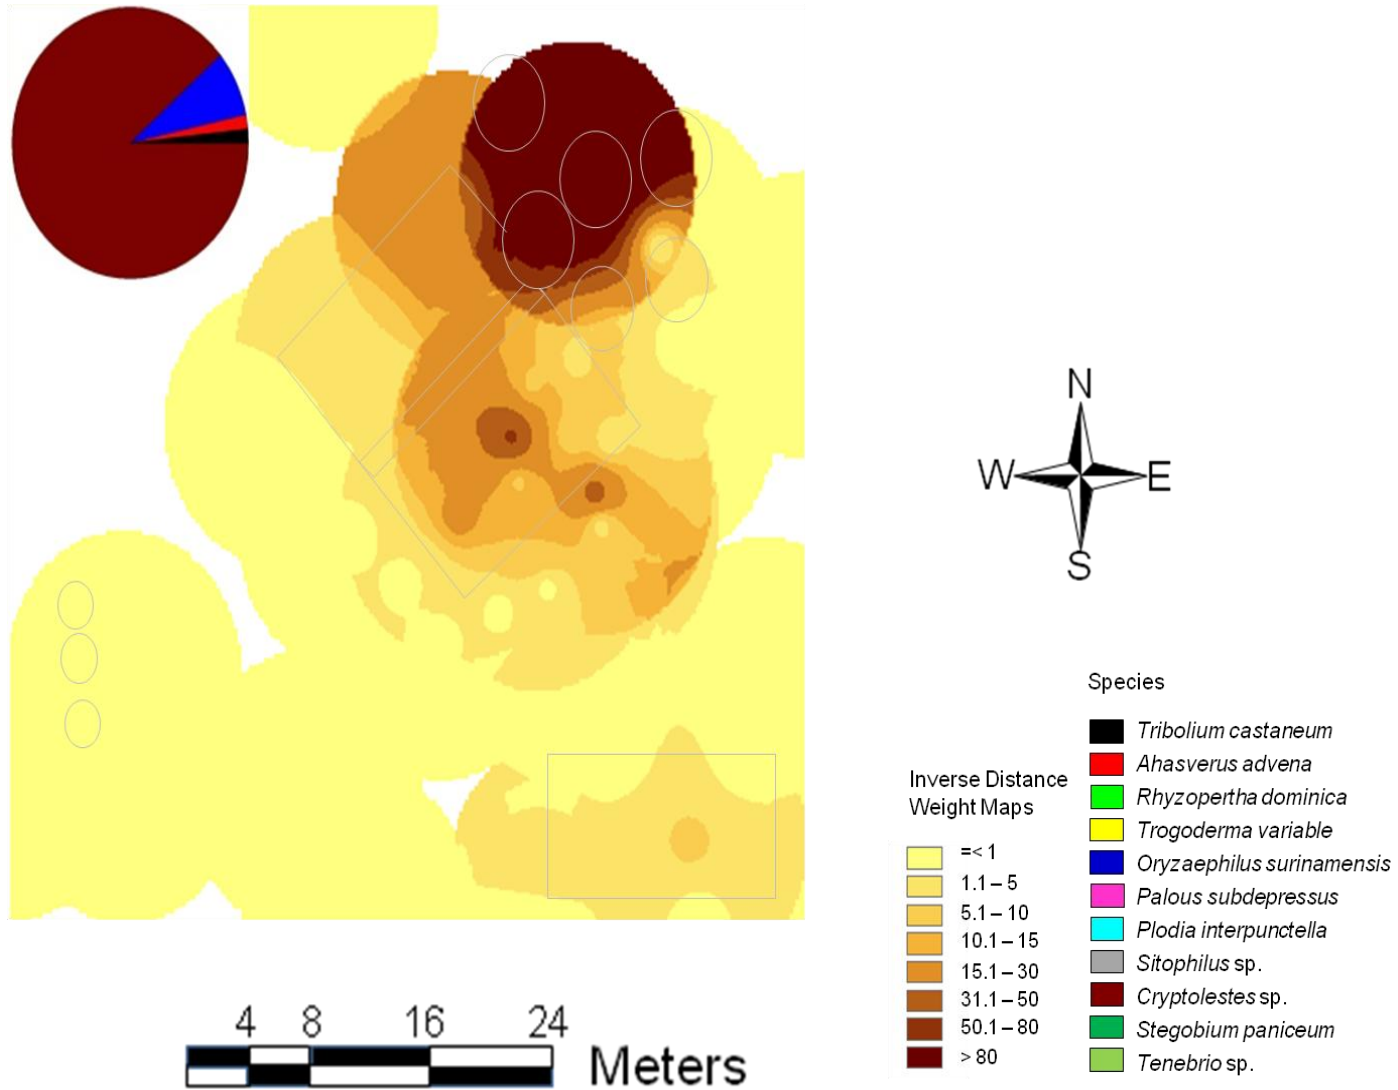 N
W E
S
Species
Tribolium castaneum
Ahasverus advena
Rhyzopertha dominica
Trogoderma variable
Oryzaephilus surinamensis
Palous subdepressus
Plodia interpunctella
Sitophilus sp.
Cryptolestes sp.
Stegobium paniceum
Tenebrio sp.
Inverse Distance
Weight Maps
=< 1
1.1 – 5
5.1 – 10
10.1 – 15
15.1 – 30
31.1 – 50
50.1 – 80
> 80
4 8 16 24
Meters